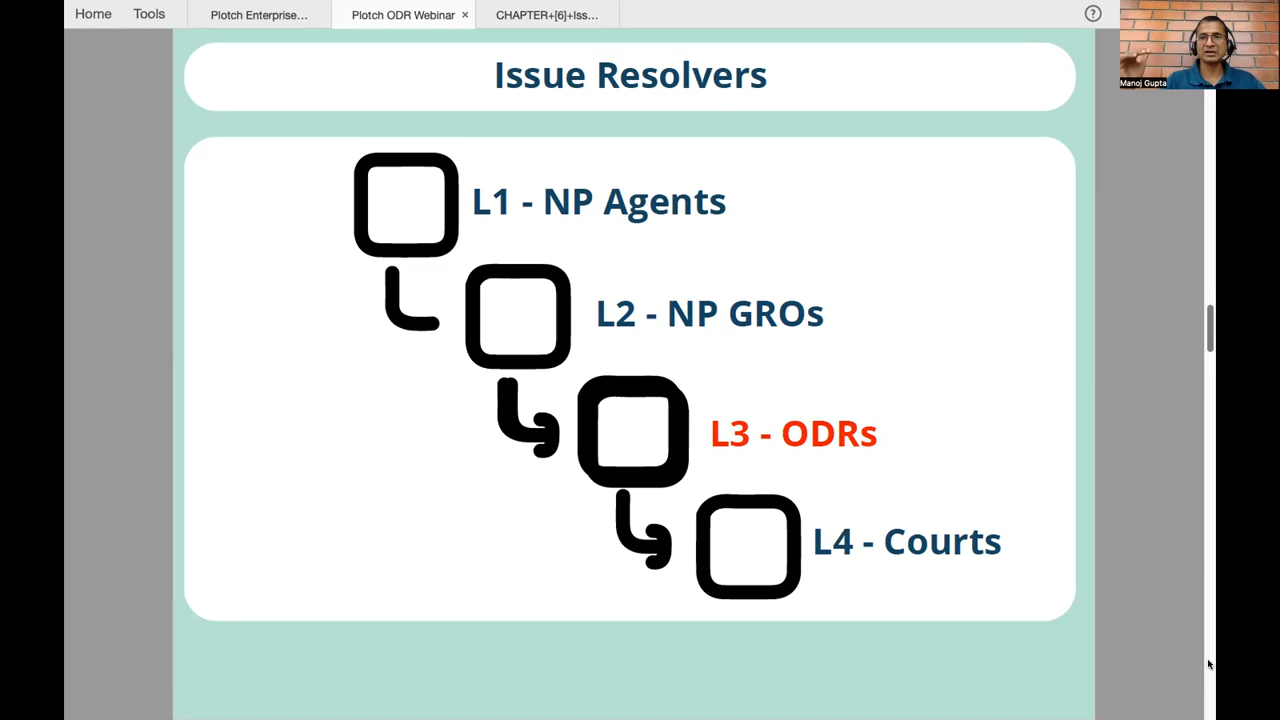 Home Tools Plotch Enterprise... Plotch ODR Webinar × CHAPTER+[6]+Iss... ?
Manoj Gupta
Issue Resolvers
L1 - NP Agents
L2 - NP GROs
L3 - ODRs
L4 - Courts